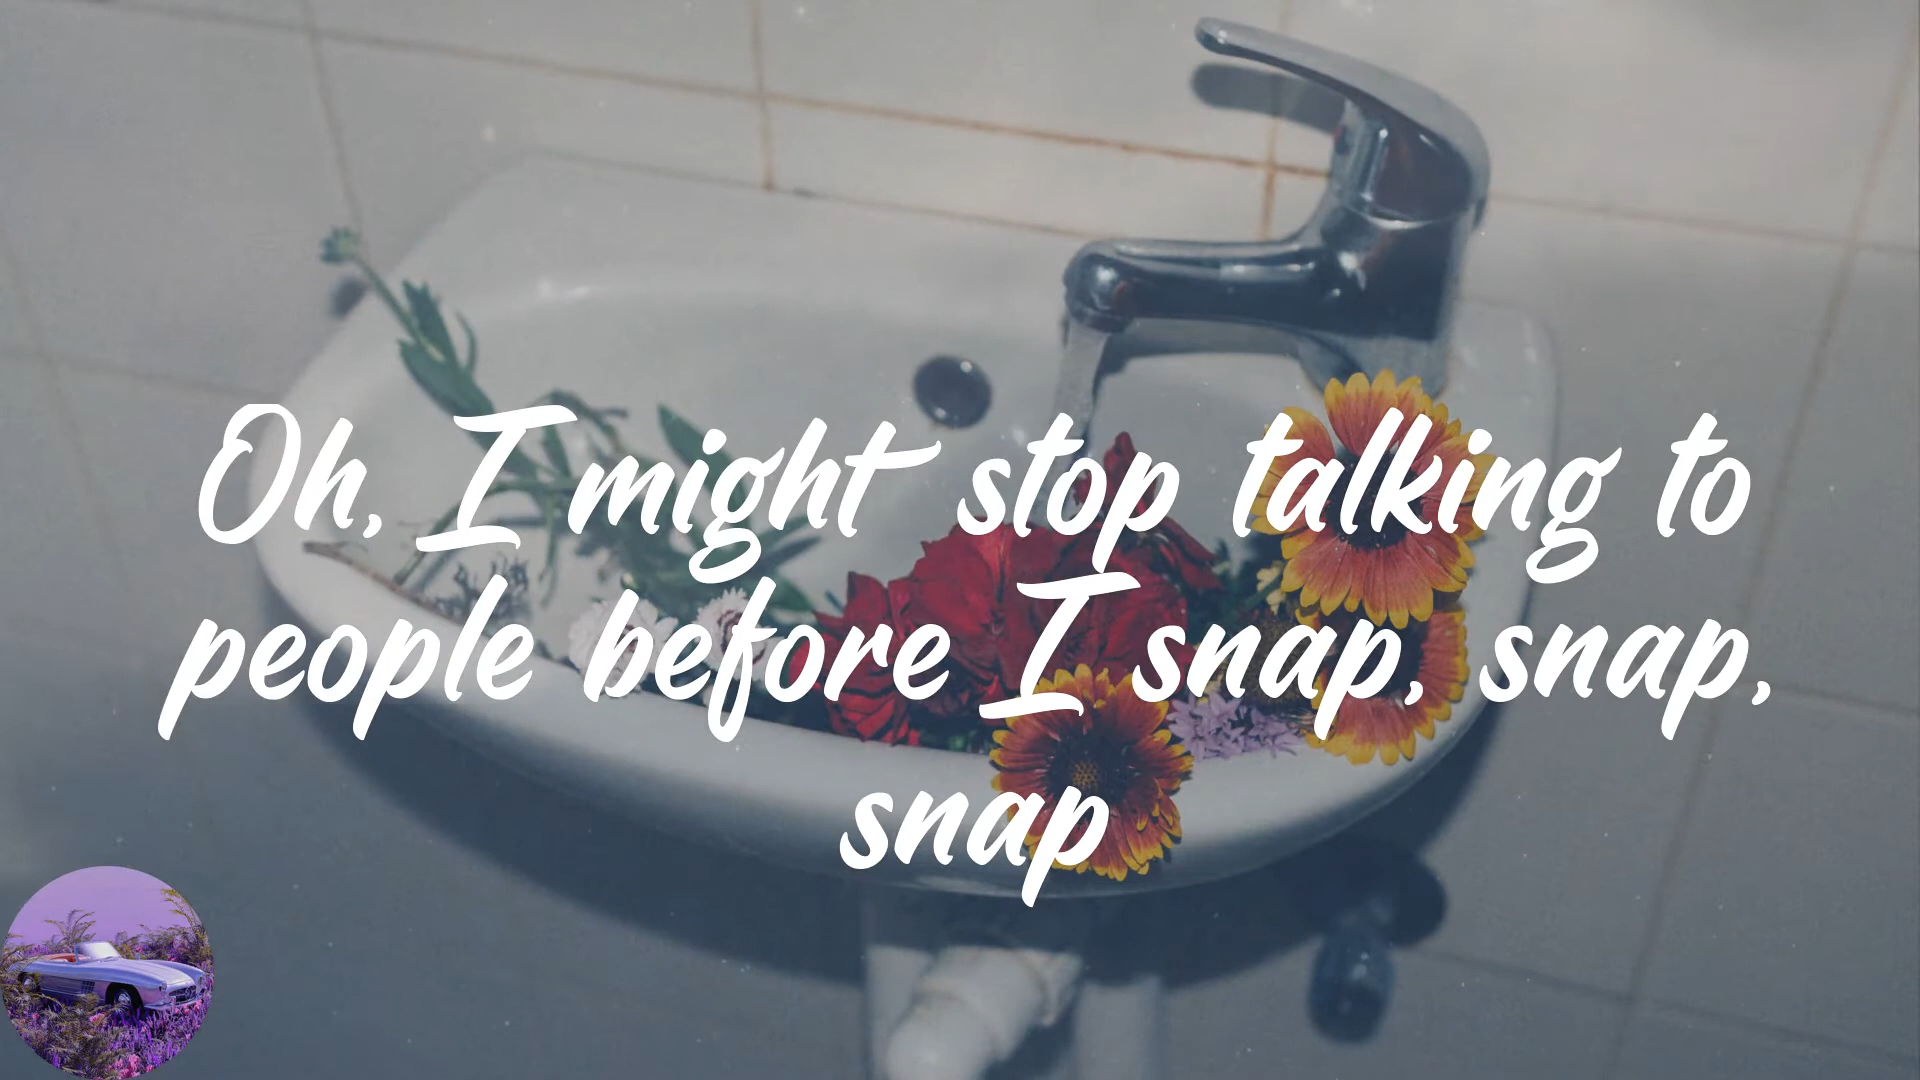 Oh, I might stop talking to
people before I snap, snap,
snap